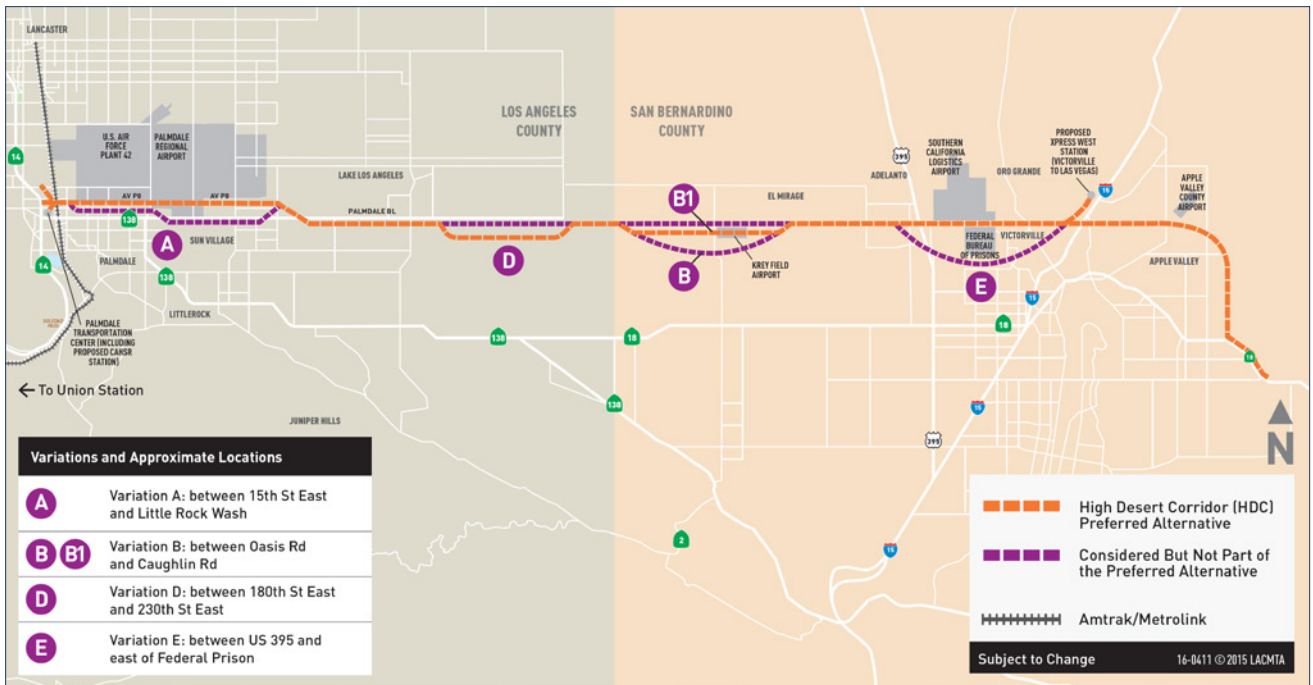 LANCASTER
U.S. AIR
FORCE
PLANT 42
PALMDALE
REGIONAL
AIRPORT
14
AV P8
AV P8
138
A
SUN VILLAGE
PALMDALE
14
138
LITTLEROCK
PALMDALE
TRANSPORTATION
CENTER (INCLUDING
PROPOSED CAHSR
STATION)
← To Union Station
JUNIPER HILLS
LAKE LOS ANGELES
PALMDALE BL
LOS ANGELES
COUNTY
SAN BERNARDINO
COUNTY
D
138
138
18
B1
B
EL MIRAGE
KREY FIELD
AIRPORT
395
ADELANTO
SOUTHERN
CALIFORNIA
LOGISTICS
AIRPORT
ORO GRANDE
PROPOSED
XPRESS WEST
STATION
(VICTORVILLE
TO LAS VEGAS)
15
APPLE
VALLEY
COUNTY
AIRPORT
FEDERAL
BUREAU
OF PRISONS
VICTORVILLE
APPLE VALLEY
E
15
18
18
15
395
2
15
N
Variations and Approximate Locations
A
Variation A: between 15th St East
and Little Rock Wash
B B1
Variation B: between Oasis Rd
and Caughlin Rd
D
Variation D: between 180th St East
and 230th St East
E
Variation E: between US 395 and
east of Federal Prison
High Desert Corridor (HDC)
Preferred Alternative
Considered But Not Part of
the Preferred Alternative
Amtrak/Metrolink
Subject to Change
16-0411 © 2015 LACMTA